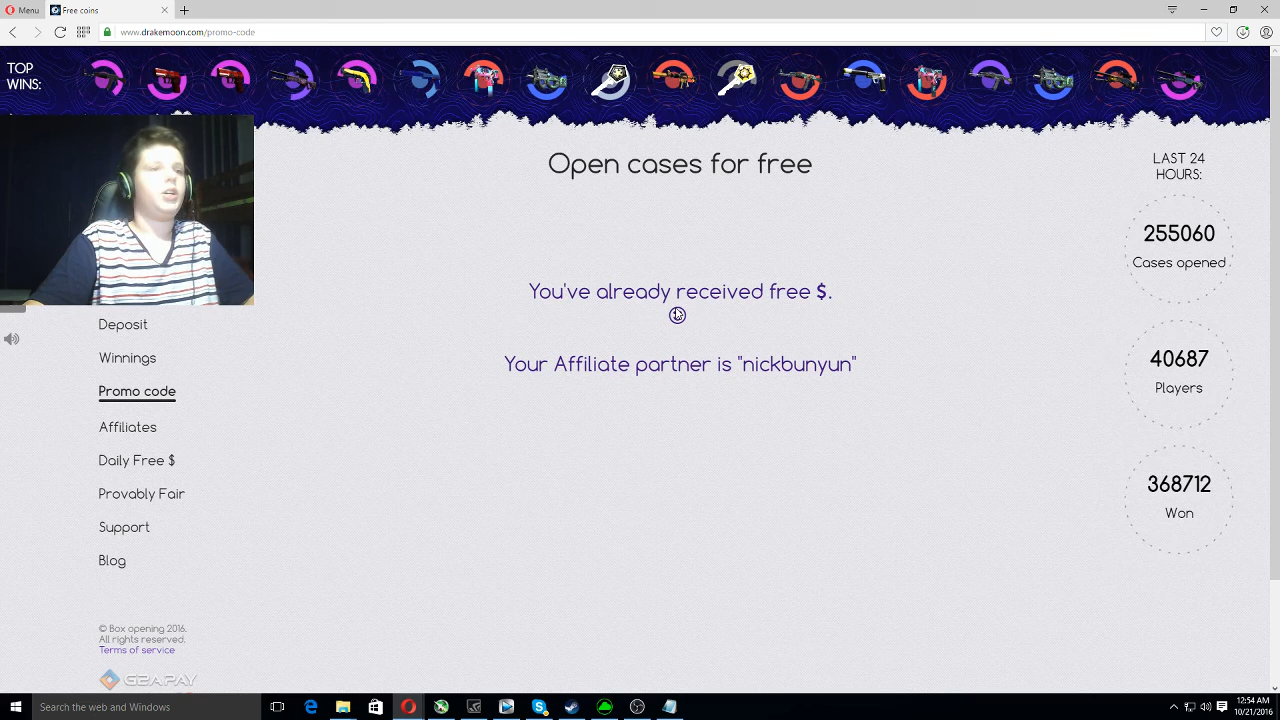 Menu
Free coins
www.drakemoon.com/promo-code
TOP
WINS:
Open cases for free
LAST 24
HOURS:
255060
Cases opened
You've already received free $.
Your Affiliate partner is "nickbunyun"
40687
Players
368712
Won
Deposit
Winnings
Promo code
Affiliates
Daily Free $
Provably Fair
Support
Blog
© Box opening 2016.
All rights reserved.
Terms of service
G2A.PAY
Search the web and Windows
12:54 AM
10/21/2016